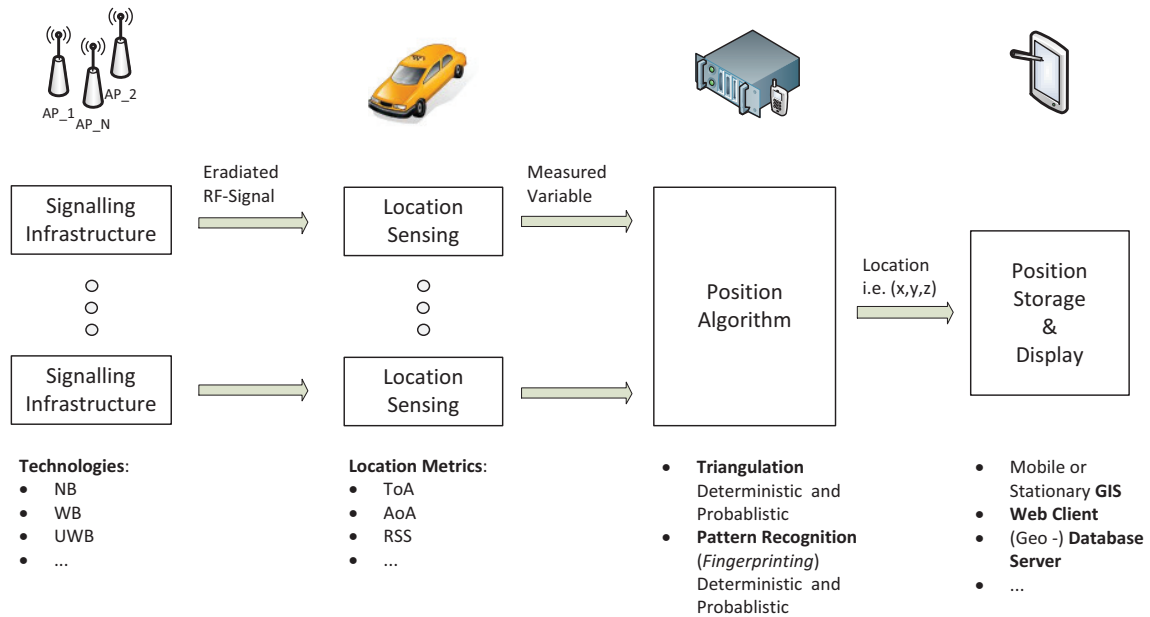 AP_1
AP_N
AP_2
Signalling
Infrastructure
Eradiated
RF-Signal
Location
Sensing
Measured
Variable
Position
Algorithm
Location
i.e. (x,y,z)
Position
Storage
&
Display
Signalling
Infrastructure
Location
Sensing
Technologies:
• NB
• WB
• UWB
• ...
Location Metrics:
• ToA
• AoA
• RSS
• ...
• Triangulation
Deterministic and
Probablistic
• Pattern Recognition
(Fingerprinting)
Deterministic and
Probablistic
• Mobile or
Stationary GIS
• Web Client
• (Geo -) Database
Server
• ...